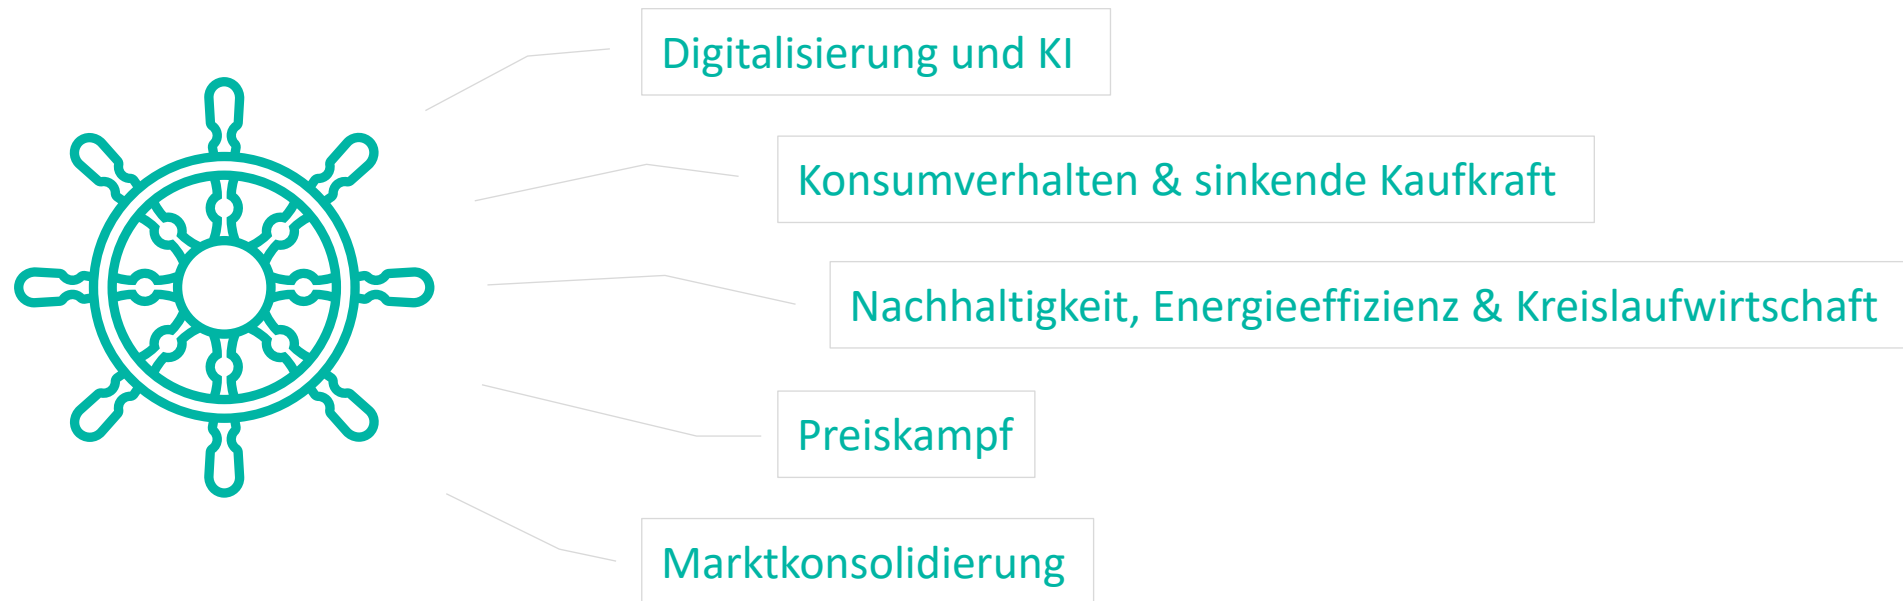 Digitalisierung und KI
Konsumverhalten & sinkende Kaufkraft
Nachhaltigkeit, Energieeffizienz & Kreislaufwirtschaft
Preiskampf
Marktkonsolidierung